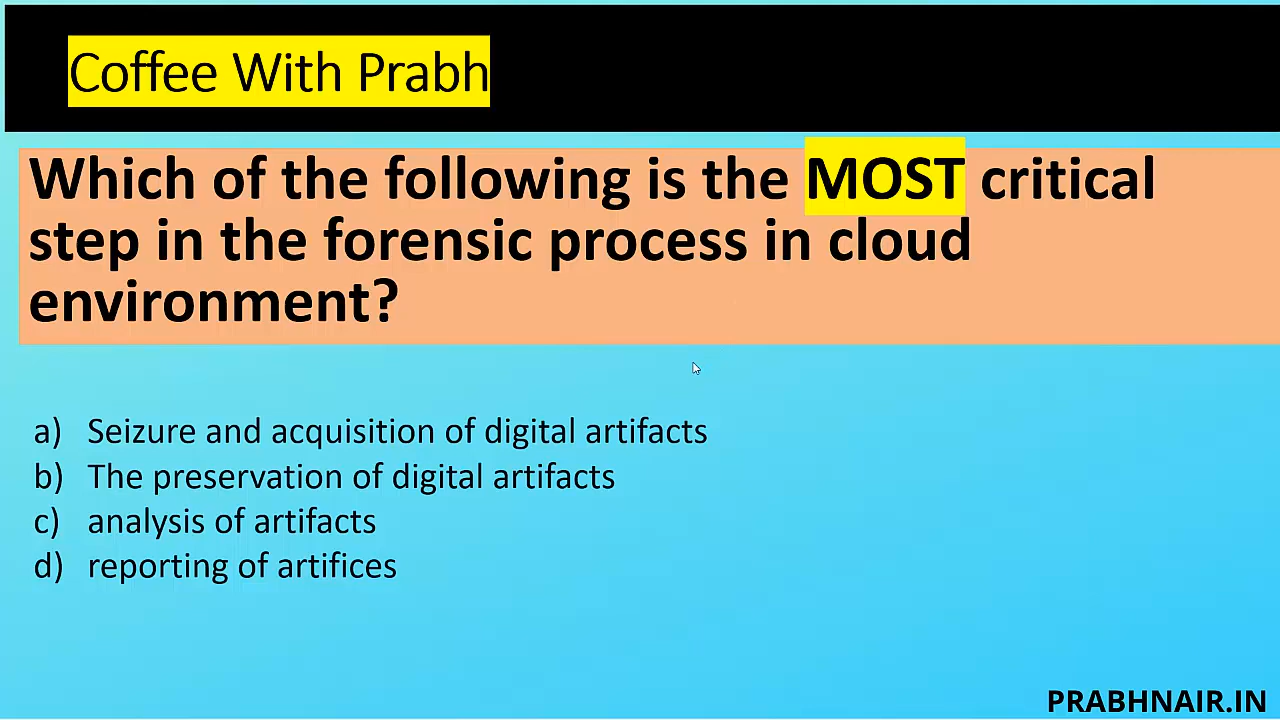 Coffee With Prabh
Which of the following is the MOST critical
step in the forensic process in cloud
environment?
a) Seizure and acquisition of digital artifacts
b) The preservation of digital artifacts
c) analysis of artifacts
d) reporting of artifices
PRABHNAIR.IN